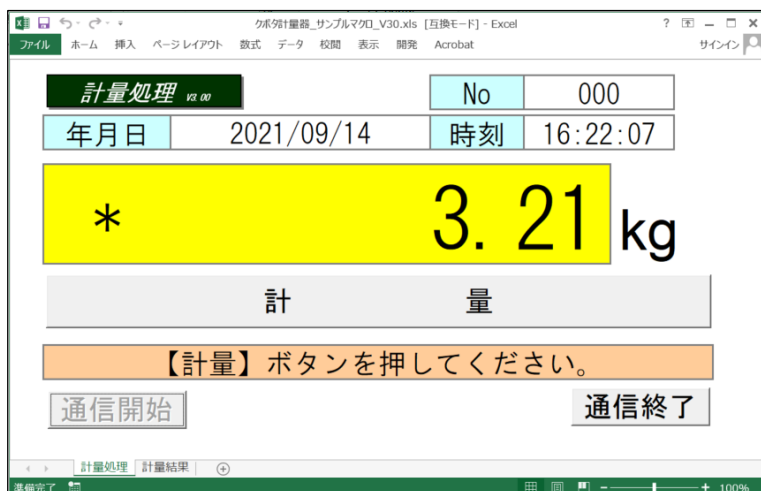 クボタ計量器_サンプルマクロ_V30.xls [互換モード] - Excel
ファイル ホーム 挿入 ページ レイアウト 数式 データ 校閲 表示 開発 Acrobat サインイン
計量処理 V3.00 No 000
年月日 2021/09/14 時刻 16:22:07
* 3.21 kg
計 量
【計量】ボタンを押してください。
通信開始 通信終了
計量処理 計量結果
準備完了 100%